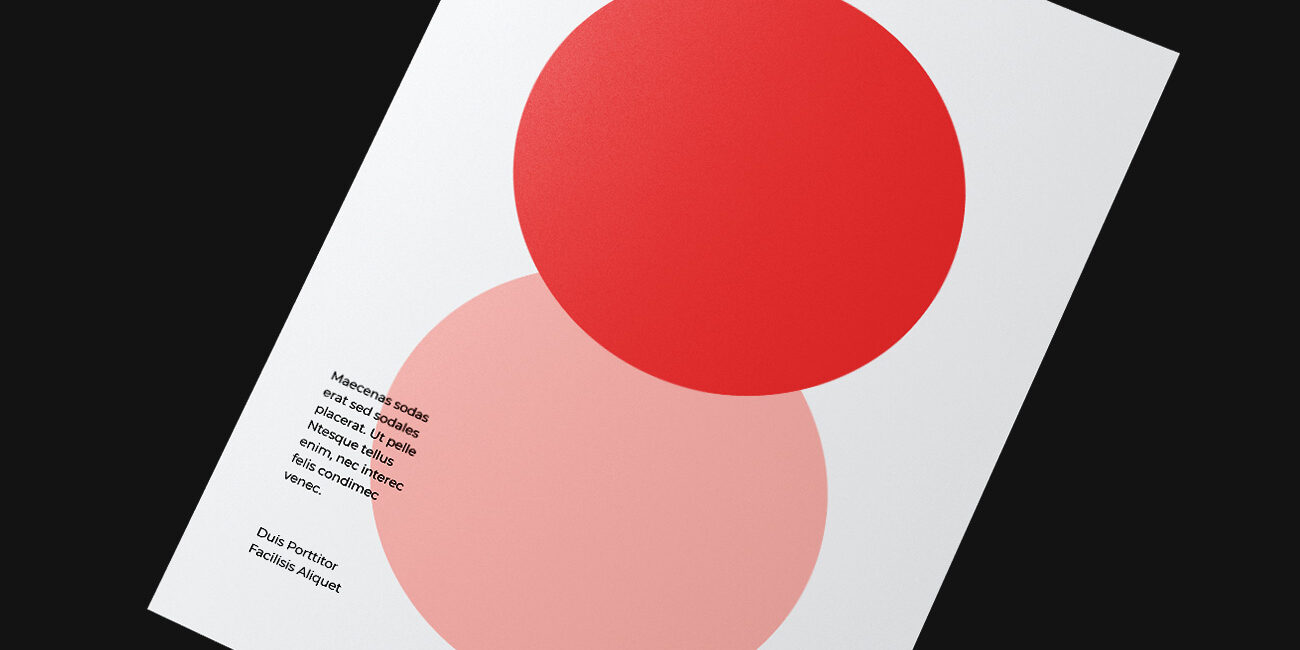 Maecenas sodas
erat sed sodales
placerat. Ut pelle
Ntesque tellus
enim, nec interec
felis condimec
venec.
Duis Porttitor
Facilisis Aliquet